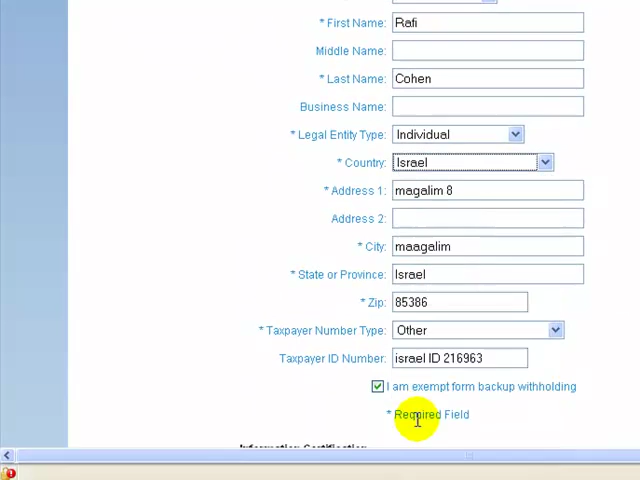 * First Name: Rafi
Middle Name:
* Last Name: Cohen
Business Name:
* Legal Entity Type: Individual
* Country: Israel
* Address 1: magalim 8
Address 2:
* City: maagalim
* State or Province: Israel
* Zip: 85386
* Taxpayer Number Type: Other
Taxpayer ID Number: israel ID 216963
I am exempt form backup withholding
* Required Field
Information Certification